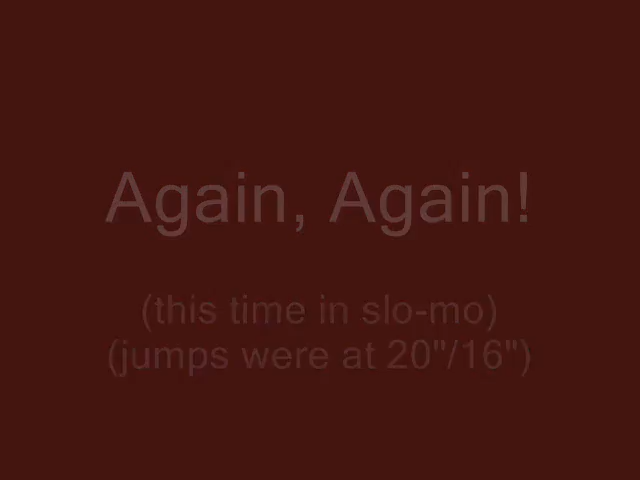 Again, Again!
(this time in slo-mo)
(jumps were at 20"/16")